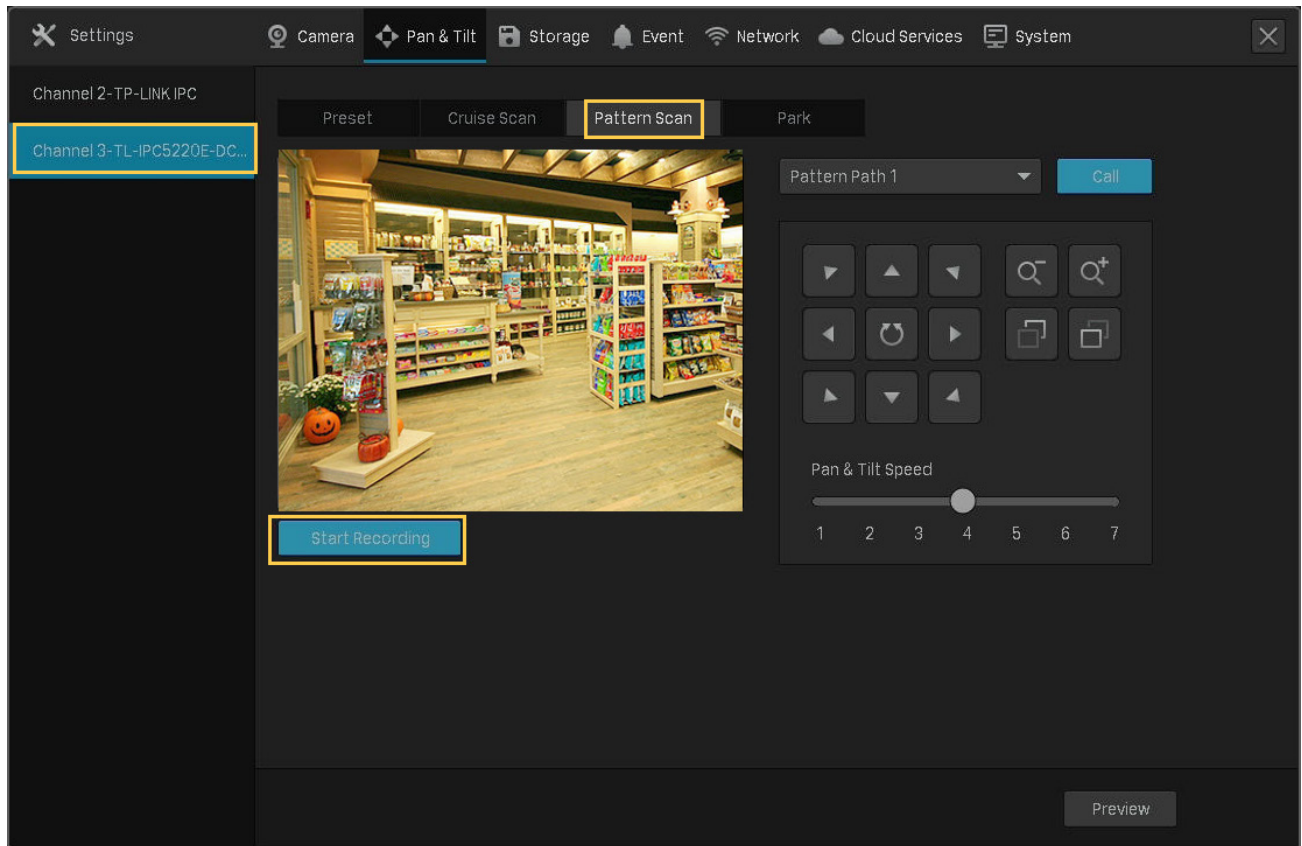 Settings
Camera
Pan & Tilt
Storage
Event
Network
Cloud Services
System
Channel 2-TP-LINK IPC
Channel 3-TL-IPC5220E-DC...
Preset
Cruise Scan
Pattern Scan
Park
Pattern Path 1
Call
Pan & Tilt Speed
1 2 3 4 5 6 7
Start Recording
Preview